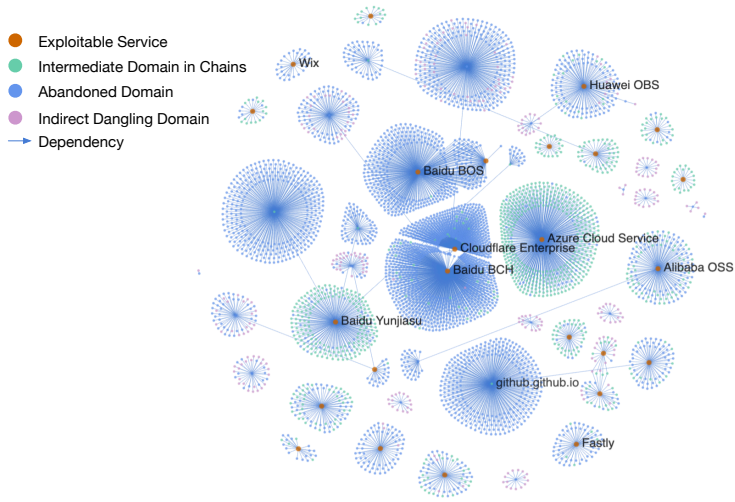 Exploitable Service
Intermediate Domain in Chains
Abandoned Domain
Indirect Dangling Domain
Dependency
Wix
Huawei OBS
Baidu BOS
Azure Cloud Service
Cloudflare Enterprise
Baidu BCH
Alibaba OSS
Baidu Yunjiasu
github.github.io
Fastly